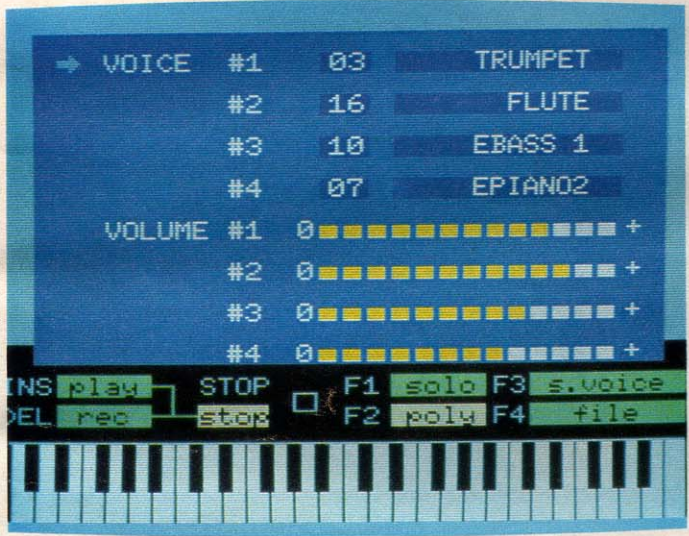 VOICE #1 03 TRUMPET
#2 16 FLUTE
#3 10 EBASS 1
#4 07 EPIANO2
VOLUME #1 0 +
#2 0 +
#3 0 +
#4 0 +
INS play STOP F1 solo F3 s.voice
DEL rec stop F2 poly F4 file